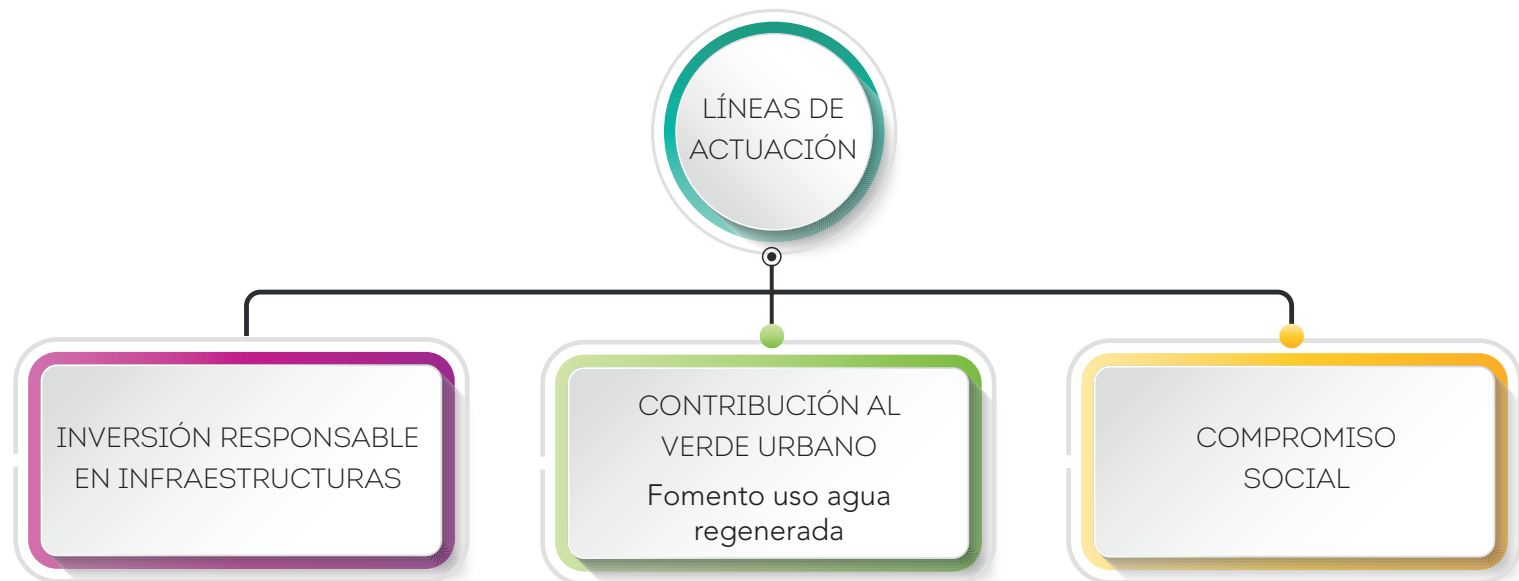 LÍNEAS DE
ACTUACIÓN
INVERSIÓN RESPONSABLE
EN INFRAESTRUCTURAS
CONTRIBUCIÓN AL
VERDE URBANO
Fomento uso agua
regenerada
COMPROMISO
SOCIAL